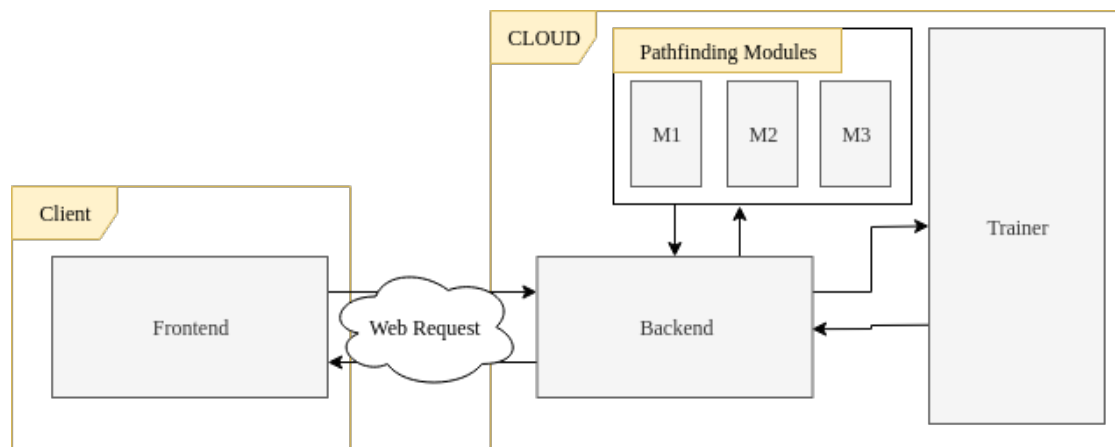 CLOUD
Pathfinding Modules
M1
M2
M3
Trainer
Client
Frontend
Web Request
Backend